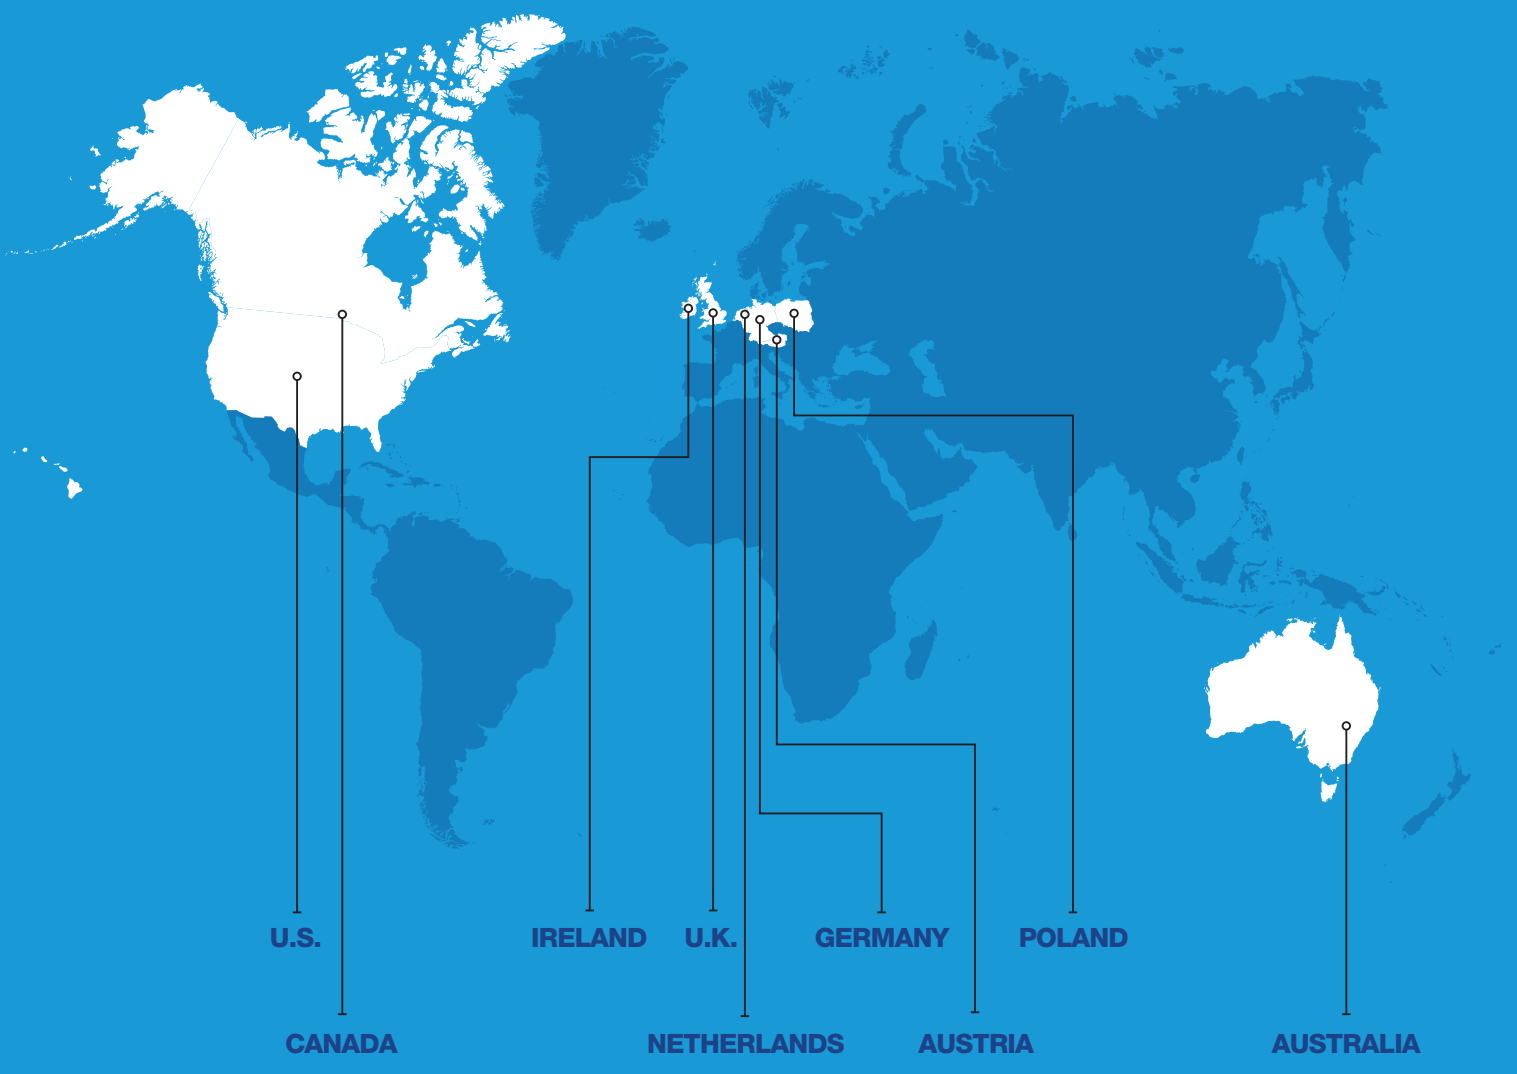 U.S.
IRELAND
U.K.
GERMANY
POLAND
CANADA
NETHERLANDS
AUSTRIA
AUSTRALIA